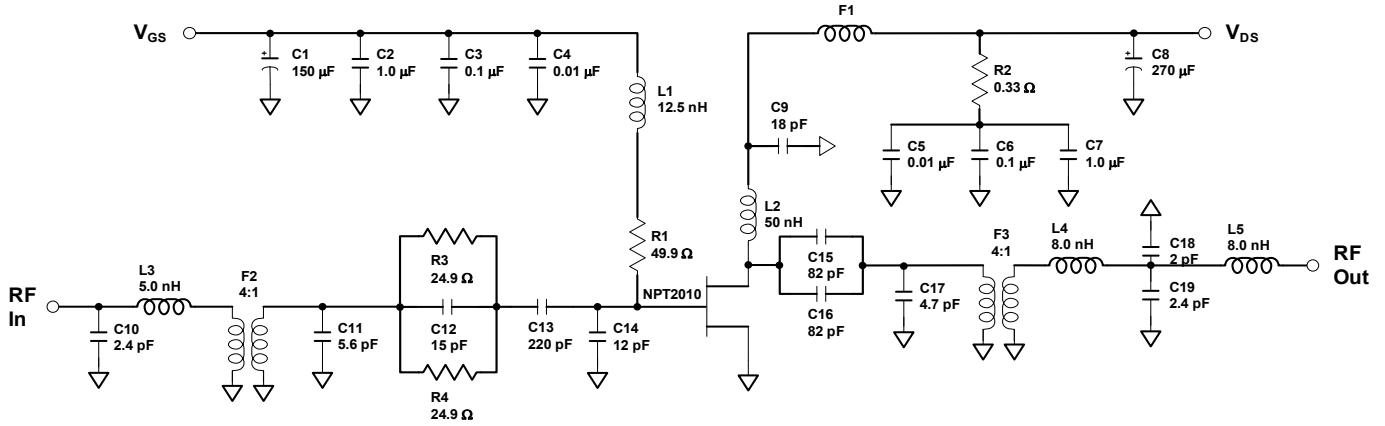 V_GS
C1
150 µF
C2
1.0 µF
C3
0.1 µF
C4
0.01 µF
L1
12.5 nH
F1
V_DS
R2
0.33 Ω
C8
270 µF
C9
18 pF
C5
0.01 µF
C6
0.1 µF
C7
1.0 µF
L2
50 nH
R1
49.9 Ω
R3
24.9 Ω
C12
15 pF
R4
24.9 Ω
RF
In
C10
2.4 pF
L3
5.0 nH
F2
4:1
C11
5.6 pF
C13
220 pF
C14
12 pF
NPT2010
C15
82 pF
C16
82 pF
C17
4.7 pF
F3
4:1
L4
8.0 nH
C18
2 pF
C19
2.4 pF
L5
8.0 nH
RF
Out